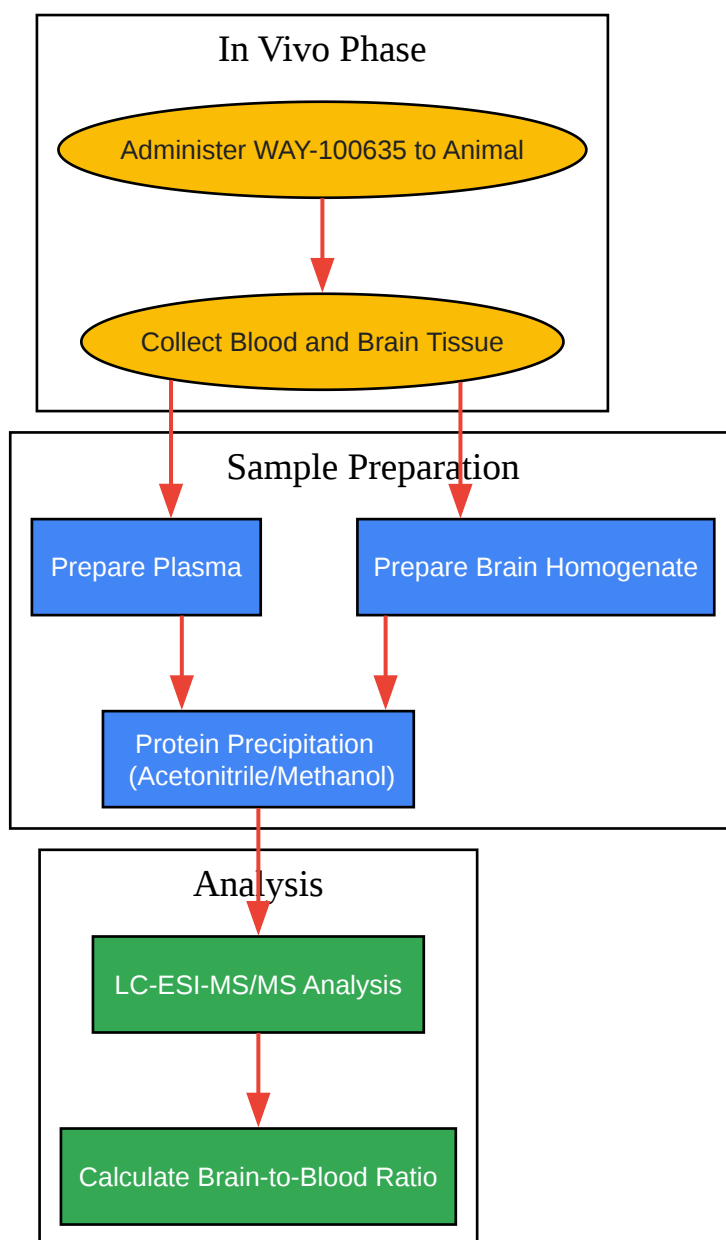 In Vivo Phase
Administer WAY-100635 to Animal
Collect Blood and Brain Tissue
Sample Preparation
Prepare Plasma
Prepare Brain Homogenate
Protein Precipitation
(Acetonitrile/Methanol)
Analysis
LC-ESI-MS/MS Analysis
Calculate Brain-to-Blood Ratio